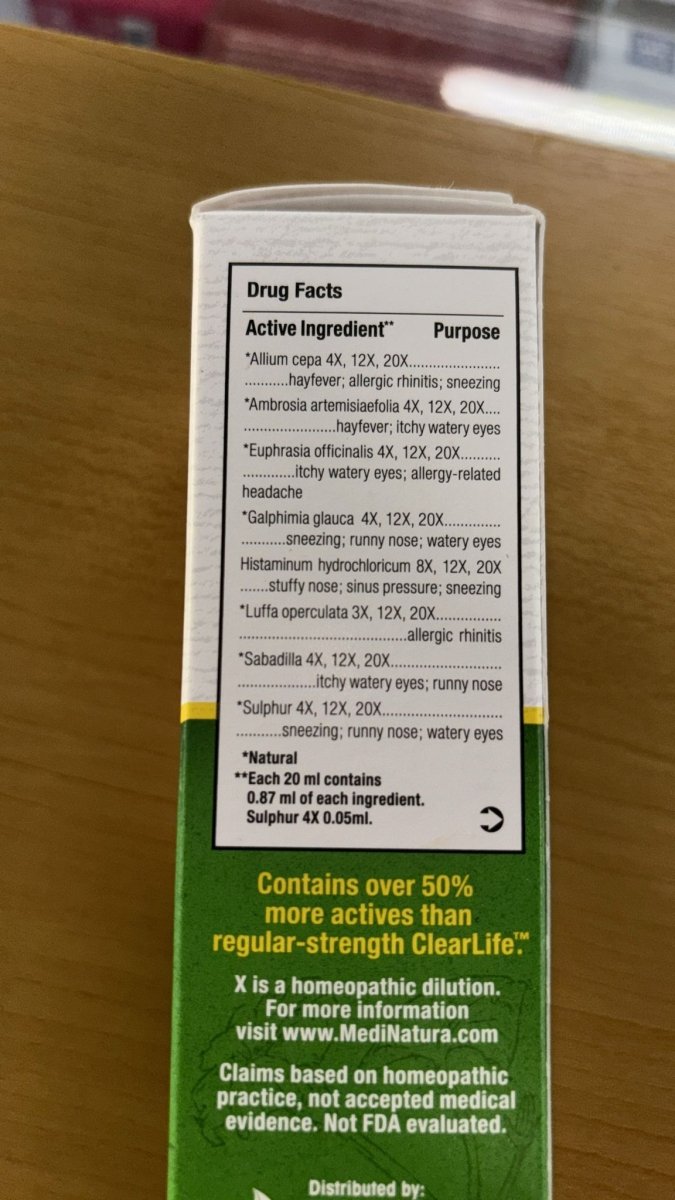 Drug Facts
Active Ingredient** Purpose
*Allium cepa 4X, 12X, 20X.......................
...........hayfever; allergic rhinitis; sneezing
*Ambrosia artemisiaefolia 4X, 12X, 20X....
.......................hayfever; itchy watery eyes
*Euphrasia officinalis 4X, 12X, 20X..........
.............itchy watery eyes; allergy-related
headache
*Galphimia glauca 4X, 12X, 20X..............
...........sneezing; runny nose; watery eyes
Histaminum hydrochloricum 8X, 12X, 20X
.......stuffy nose; sinus pressure; sneezing
*Luffa operculata 3X, 12X, 20X................
.........................................allergic rhinitis
*Sabadilla 4X, 12X, 20X...........................
...................itchy watery eyes; runny nose
*Sulphur 4X, 12X, 20X.............................
...........sneezing; runny nose; watery eyes
*Natural
**Each 20 ml contains
0.87 ml of each ingredient.
Sulphur 4X 0.05ml.
Contains over 50%
more actives than
regular-strength ClearLife.™
X is a homeopathic dilution.
For more information
visit www.MediNatura.com
Claims based on homeopathic
practice, not accepted medical
evidence. Not FDA evaluated.
Distributed by: